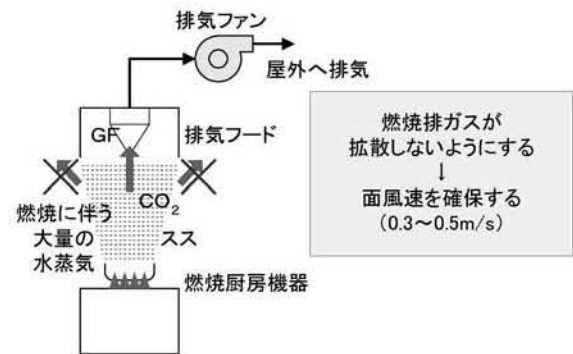 排気ファン
屋外へ排気
GF
排気フード
CO₂
燃焼に伴う
大量の
水蒸気
スス
燃焼厨房機器
燃焼排ガスが
拡散しないようにする
↓
面風速を確保する
（0.3～0.5m/s）